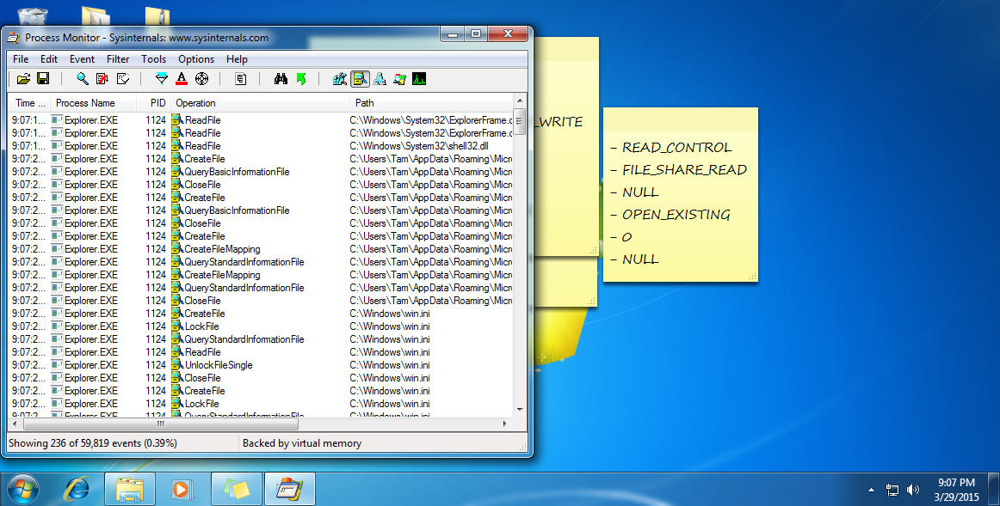 Process Monitor - Sysinternals: www.sysinternals.com
File Edit Event Filter Tools Options Help
Time ... Process Name PID Operation Path
9:07:1... Explorer.EXE 1124 ReadFile C:\Windows\System32\ExplorerFrame.c
9:07:1... Explorer.EXE 1124 ReadFile C:\Windows\System32\ExplorerFrame.c
9:07:1... Explorer.EXE 1124 ReadFile C:\Windows\System32\shell32.dll
9:07:2... Explorer.EXE 1124 CreateFile C:\Users\Tam\AppData\Roaming\Micr
9:07:2... Explorer.EXE 1124 QueryBasicInformationFile C:\Users\Tam\AppData\Roaming\Micr
9:07:2... Explorer.EXE 1124 CloseFile C:\Users\Tam\AppData\Roaming\Micr
9:07:2... Explorer.EXE 1124 CreateFile C:\Users\Tam\AppData\Roaming\Micr
9:07:2... Explorer.EXE 1124 QueryBasicInformationFile C:\Users\Tam\AppData\Roaming\Micr
9:07:2... Explorer.EXE 1124 CloseFile C:\Users\Tam\AppData\Roaming\Micr
9:07:2... Explorer.EXE 1124 CreateFile C:\Users\Tam\AppData\Roaming\Micr
9:07:2... Explorer.EXE 1124 CreateFileMapping C:\Users\Tam\AppData\Roaming\Micr
9:07:2... Explorer.EXE 1124 QueryStandardInformationFile C:\Users\Tam\AppData\Roaming\Micr
9:07:2... Explorer.EXE 1124 CreateFileMapping C:\Users\Tam\AppData\Roaming\Micr
9:07:2... Explorer.EXE 1124 QueryStandardInformationFile C:\Users\Tam\AppData\Roaming\Micr
9:07:2... Explorer.EXE 1124 CloseFile C:\Users\Tam\AppData\Roaming\Micr
9:07:2... Explorer.EXE 1124 CreateFile C:\Windows\win.ini
9:07:2... Explorer.EXE 1124 LockFile C:\Windows\win.ini
9:07:2... Explorer.EXE 1124 QueryStandardInformationFile C:\Windows\win.ini
9:07:2... Explorer.EXE 1124 ReadFile C:\Windows\win.ini
9:07:2... Explorer.EXE 1124 UnlockFileSingle C:\Windows\win.ini
9:07:2... Explorer.EXE 1124 CloseFile C:\Windows\win.ini
9:07:2... Explorer.EXE 1124 CreateFile C:\Windows\win.ini
9:07:2... Explorer.EXE 1124 LockFile C:\Windows\win.ini
9:07:2... Explorer.EXE 1124 QueryStandardInformationFile C:\Windows\win.ini
Showing 236 of 59,819 events (0.39%) Backed by virtual memory
_WRITE
- READ_CONTROL
- FILE_SHARE_READ
- NULL
- OPEN_EXISTING
- 0
- NULL
9:07 PM
3/29/2015